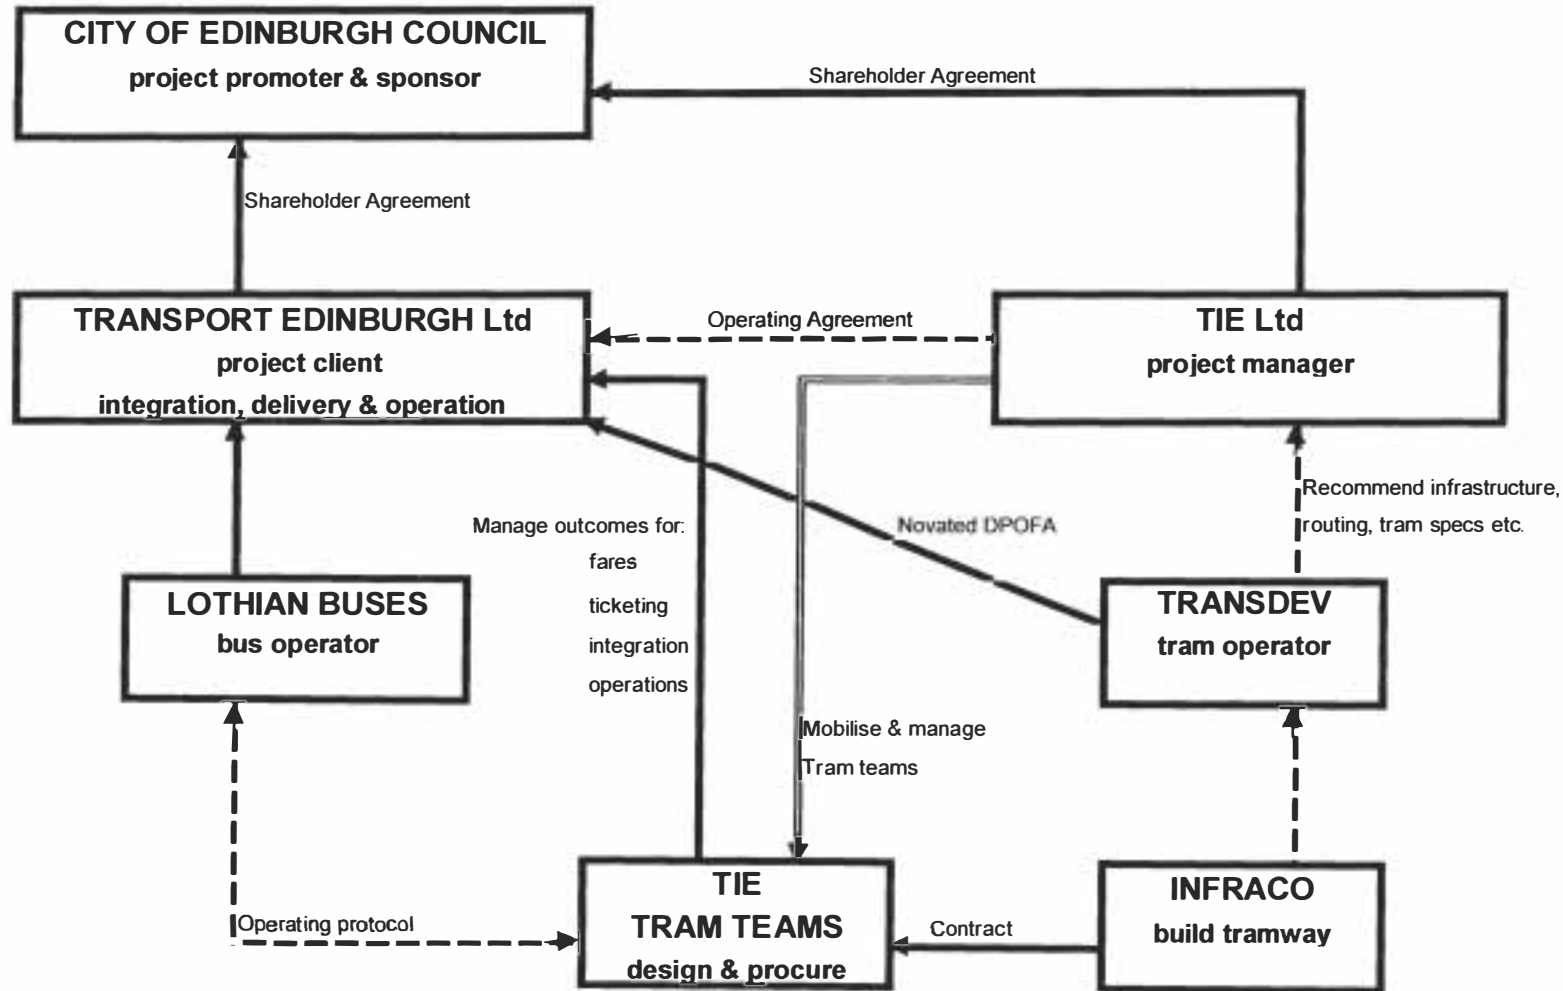 CITY OF EDINBURGH COUNCIL
project promoter & sponsor
Shareholder Agreement
Shareholder Agreement
TRANSPORT EDINBURGH Ltd
project client
integration, delivery & operation
Operating Agreement
TIE Ltd
project manager
Manage outcomes for:
fares
ticketing
integration
operations
Novated DPOFA
Recommend infrastructure,
routing, tram specs etc.
LOTHIAN BUSES
bus operator
TRANSDEV
tram operator
Mobilise & manage
Tram teams
Operating protocol
TIE
TRAM TEAMS
design & procure
Contract
INFRACO
build tramway